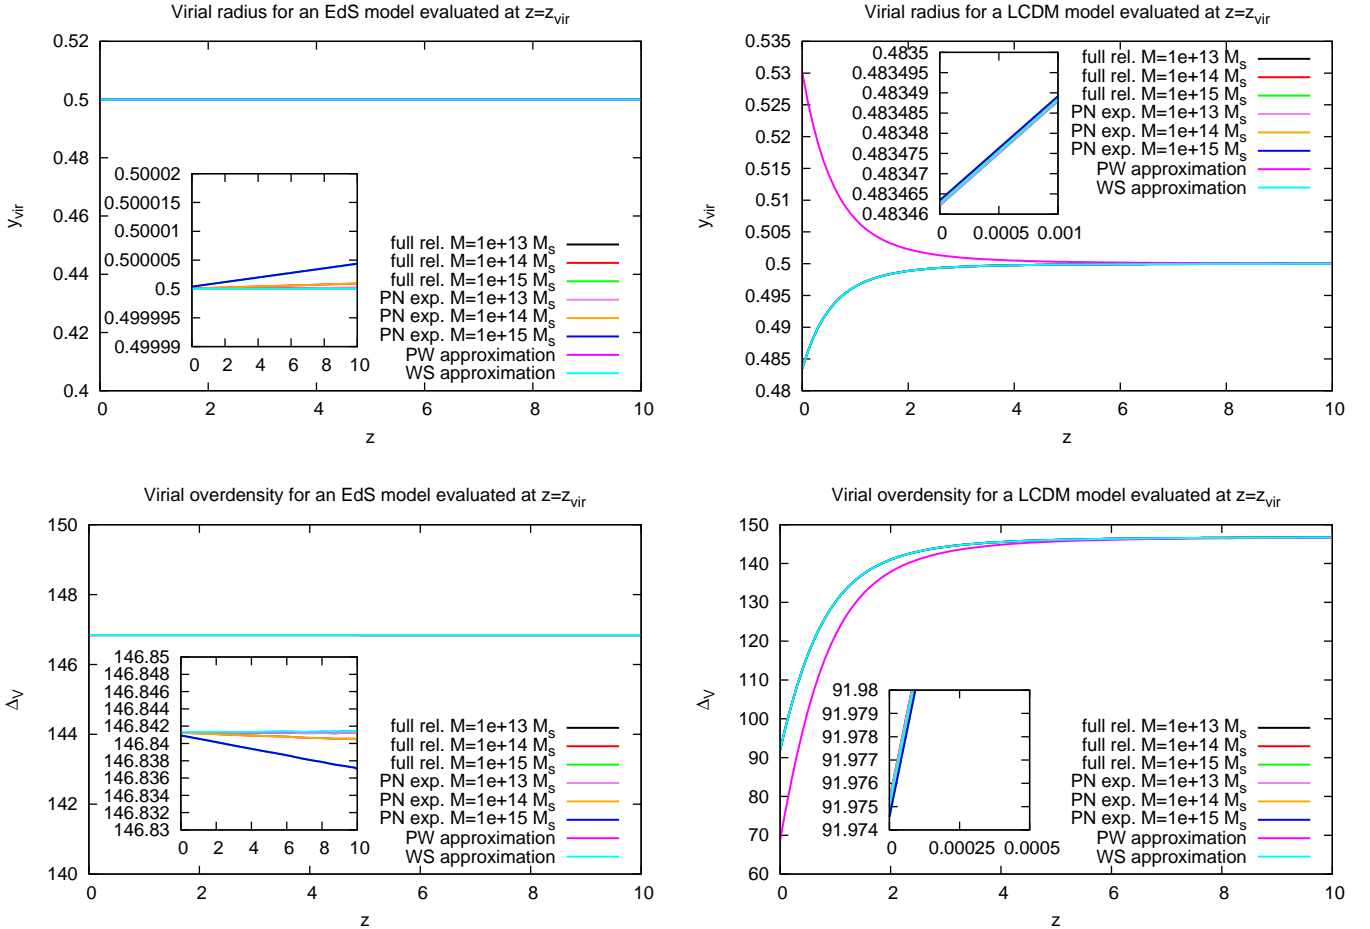 Virial radius for an EdS model evaluated at z=z_vir
0.52
0.5
0.48
0.46
0.44
0.42
0.4
y_vir
0 2 4 6 8 10
z
0.50002
0.500015
0.50001
0.500005
0.5
0.499995
0.49999
0 2 4 6 8 10
full rel. M=1e+13 M_s
full rel. M=1e+14 M_s
full rel. M=1e+15 M_s
PN exp. M=1e+13 M_s
PN exp. M=1e+14 M_s
PN exp. M=1e+15 M_s
PW approximation
WS approximation
Virial radius for a LCDM model evaluated at z=z_vir
0.535
0.53
0.525
0.52
0.515
0.51
0.505
0.5
0.495
0.49
0.485
0.48
y_vir
0 2 4 6 8 10
z
0.4835
0.483495
0.48349
0.483485
0.48348
0.483475
0.48347
0.483465
0.48346
0 0.0005 0.001
full rel. M=1e+13 M_s
full rel. M=1e+14 M_s
full rel. M=1e+15 M_s
PN exp. M=1e+13 M_s
PN exp. M=1e+14 M_s
PN exp. M=1e+15 M_s
PW approximation
WS approximation
Virial overdensity for an EdS model evaluated at z=z_vir
150
148
146
144
142
140
Δ_V
0 2 4 6 8 10
z
146.85
146.848
146.846
146.844
146.842
146.84
146.838
146.836
146.834
146.832
146.83
0 2 4 6 8 10
full rel. M=1e+13 M_s
full rel. M=1e+14 M_s
full rel. M=1e+15 M_s
PN exp. M=1e+13 M_s
PN exp. M=1e+14 M_s
PN exp. M=1e+15 M_s
PW approximation
WS approximation
Virial overdensity for a LCDM model evaluated at z=z_vir
150
140
130
120
110
100
90
80
70
60
Δ_V
0 2 4 6 8 10
z
91.98
91.979
91.978
91.977
91.976
91.975
91.974
0 0.00025 0.0005
full rel. M=1e+13 M_s
full rel. M=1e+14 M_s
full rel. M=1e+15 M_s
PN exp. M=1e+13 M_s
PN exp. M=1e+14 M_s
PN exp. M=1e+15 M_s
PW approximation
WS approximation